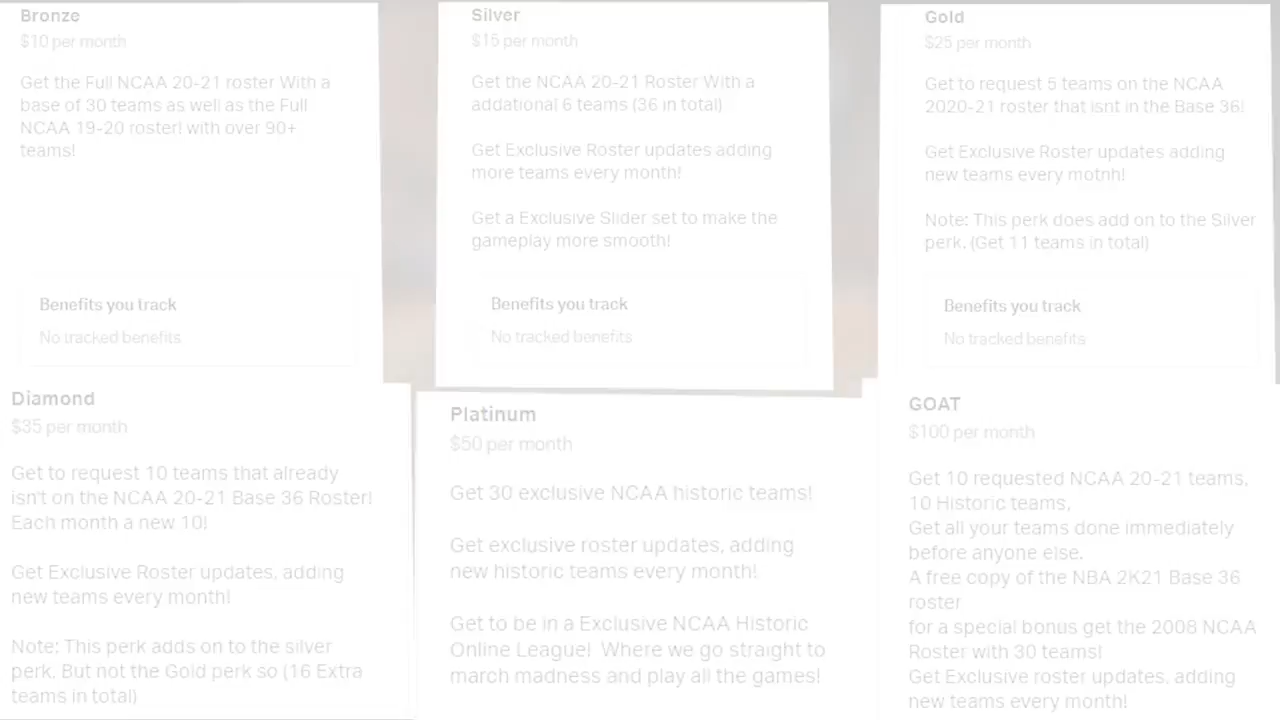 Bronze
$10 per month
Get the Full NCAA 20-21 roster With a
base of 30 teams as well as the Full
NCAA 19-20 roster! with over 90+
teams!
Benefits you track
No tracked benefits
Silver
$15 per month
Get the NCAA 20-21 Roster With a
addational 6 teams (36 in total)
Get Exclusive Roster updates adding
more teams every month!
Get a Exclusive Slider set to make the
gameplay more smooth!
Benefits you track
No tracked benefits
Gold
$25 per month
Get to request 5 teams on the NCAA
2020-21 roster that isnt in the Base 36!
Get Exclusive Roster updates adding
new teams every motnh!
Note: This perk does add on to the Silver
perk. (Get 11 teams in total)
Benefits you track
No tracked benefits
Diamond
$35 per month
Get to request 10 teams that already
isn't on the NCAA 20-21 Base 36 Roster!
Each month a new 10!
Get Exclusive Roster updates, adding
new teams every month!
Note: This perk adds on to the silver
perk. But not the Gold perk so (16 Extra
teams in total)
Platinum
$50 per month
Get 30 exclusive NCAA historic teams!
Get exclusive roster updates, adding
new historic teams every month!
Get to be in a Exclusive NCAA Historic
Online League! Where we go straight to
march madness and play all the games!
GOAT
$100 per month
Get 10 requested NCAA 20-21 teams,
10 Historic teams,
Get all your teams done immediately
before anyone else.
A free copy of the NBA 2K21 Base 36
roster
for a special bonus get the 2008 NCAA
Roster with 30 teams!
Get Exclusive roster updates, adding
new teams every month!